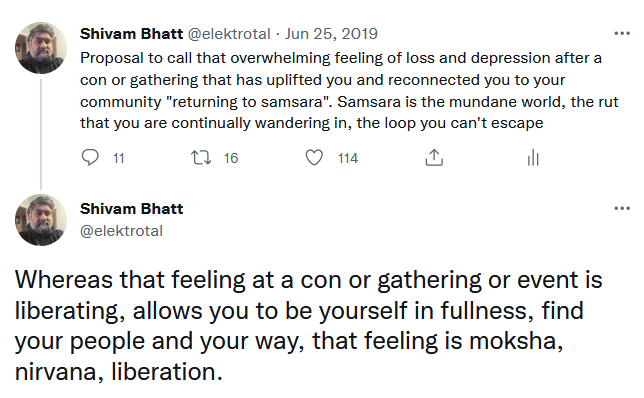 Shivam Bhatt @elektrotal · Jun 25, 2019
Proposal to call that overwhelming feeling of loss and depression after a
con or gathering that has uplifted you and reconnected you to your
community "returning to samsara". Samsara is the mundane world, the rut
that you are continually wandering in, the loop you can't escape
11 16 114
Shivam Bhatt
@elektrotal
Whereas that feeling at a con or gathering or event is
liberating, allows you to be yourself in fullness, find
your people and your way, that feeling is moksha,
nirvana, liberation.